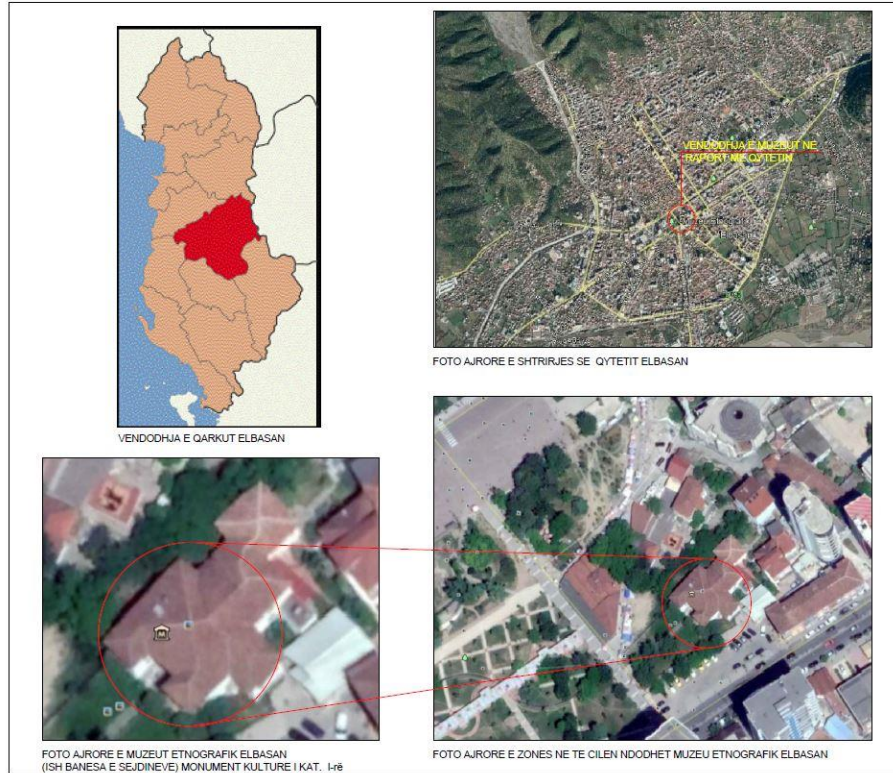 VENDODHJA E MUZEUT NE
RAPORT ME QYTETIN
FOTO AJRORE E SHTRIRJES SE QYTETIT ELBASAN
VENDODHJA E QARKUT ELBASAN
M
FOTO AJRORE E MUZEUT ETNOGRAFIK ELBASAN
(ISH BANESA E SEJDINEVE) MONUMENT KULTURE I KAT. I-rë
FOTO AJRORE E ZONES NE TE CILEN NDODHET MUZEU ETNOGRAFIK ELBASAN